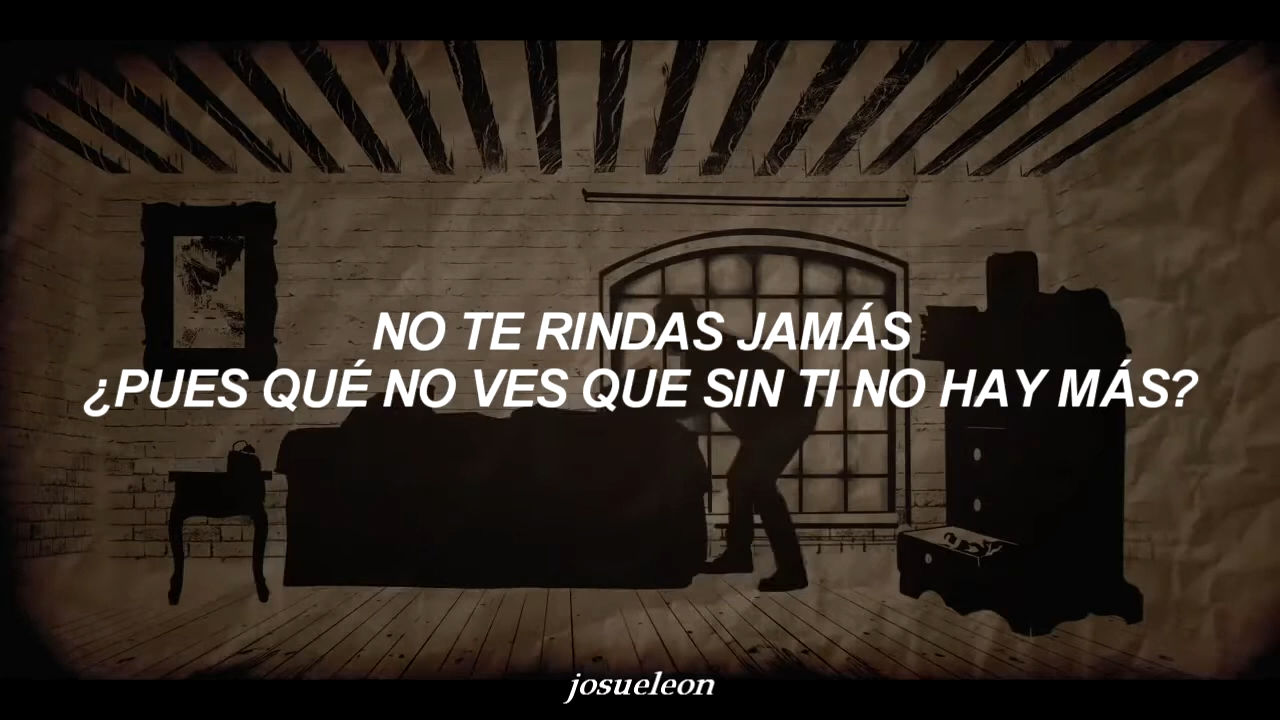 NO TE RINDAS JAMÁS
¿PUES QUÉ NO VES QUE SIN TI NO HAY MÁS?
josueleon